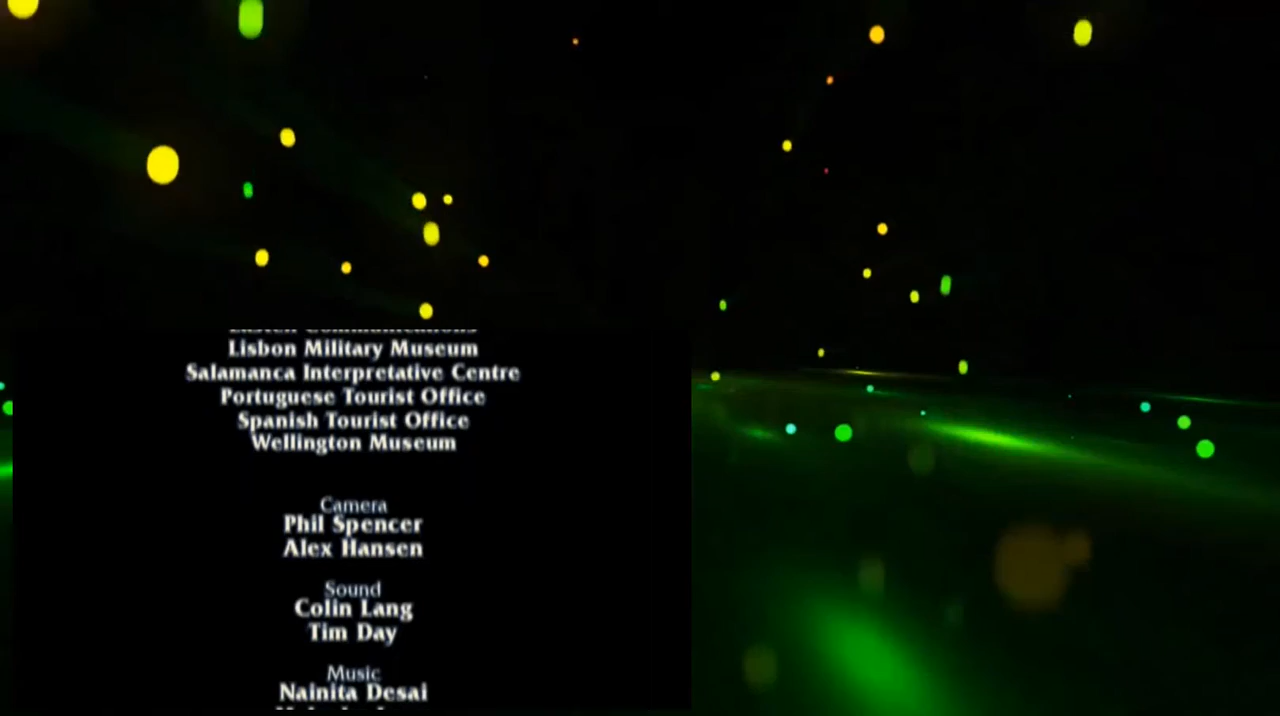 Lisbon Military Museum
Salamanca Interpretative Centre
Portuguese Tourist Office
Spanish Tourist Office
Wellington Museum
Camera
Phil Spencer
Alex Hansen
Sound
Colin Lang
Tim Day
Music
Nainita Desai